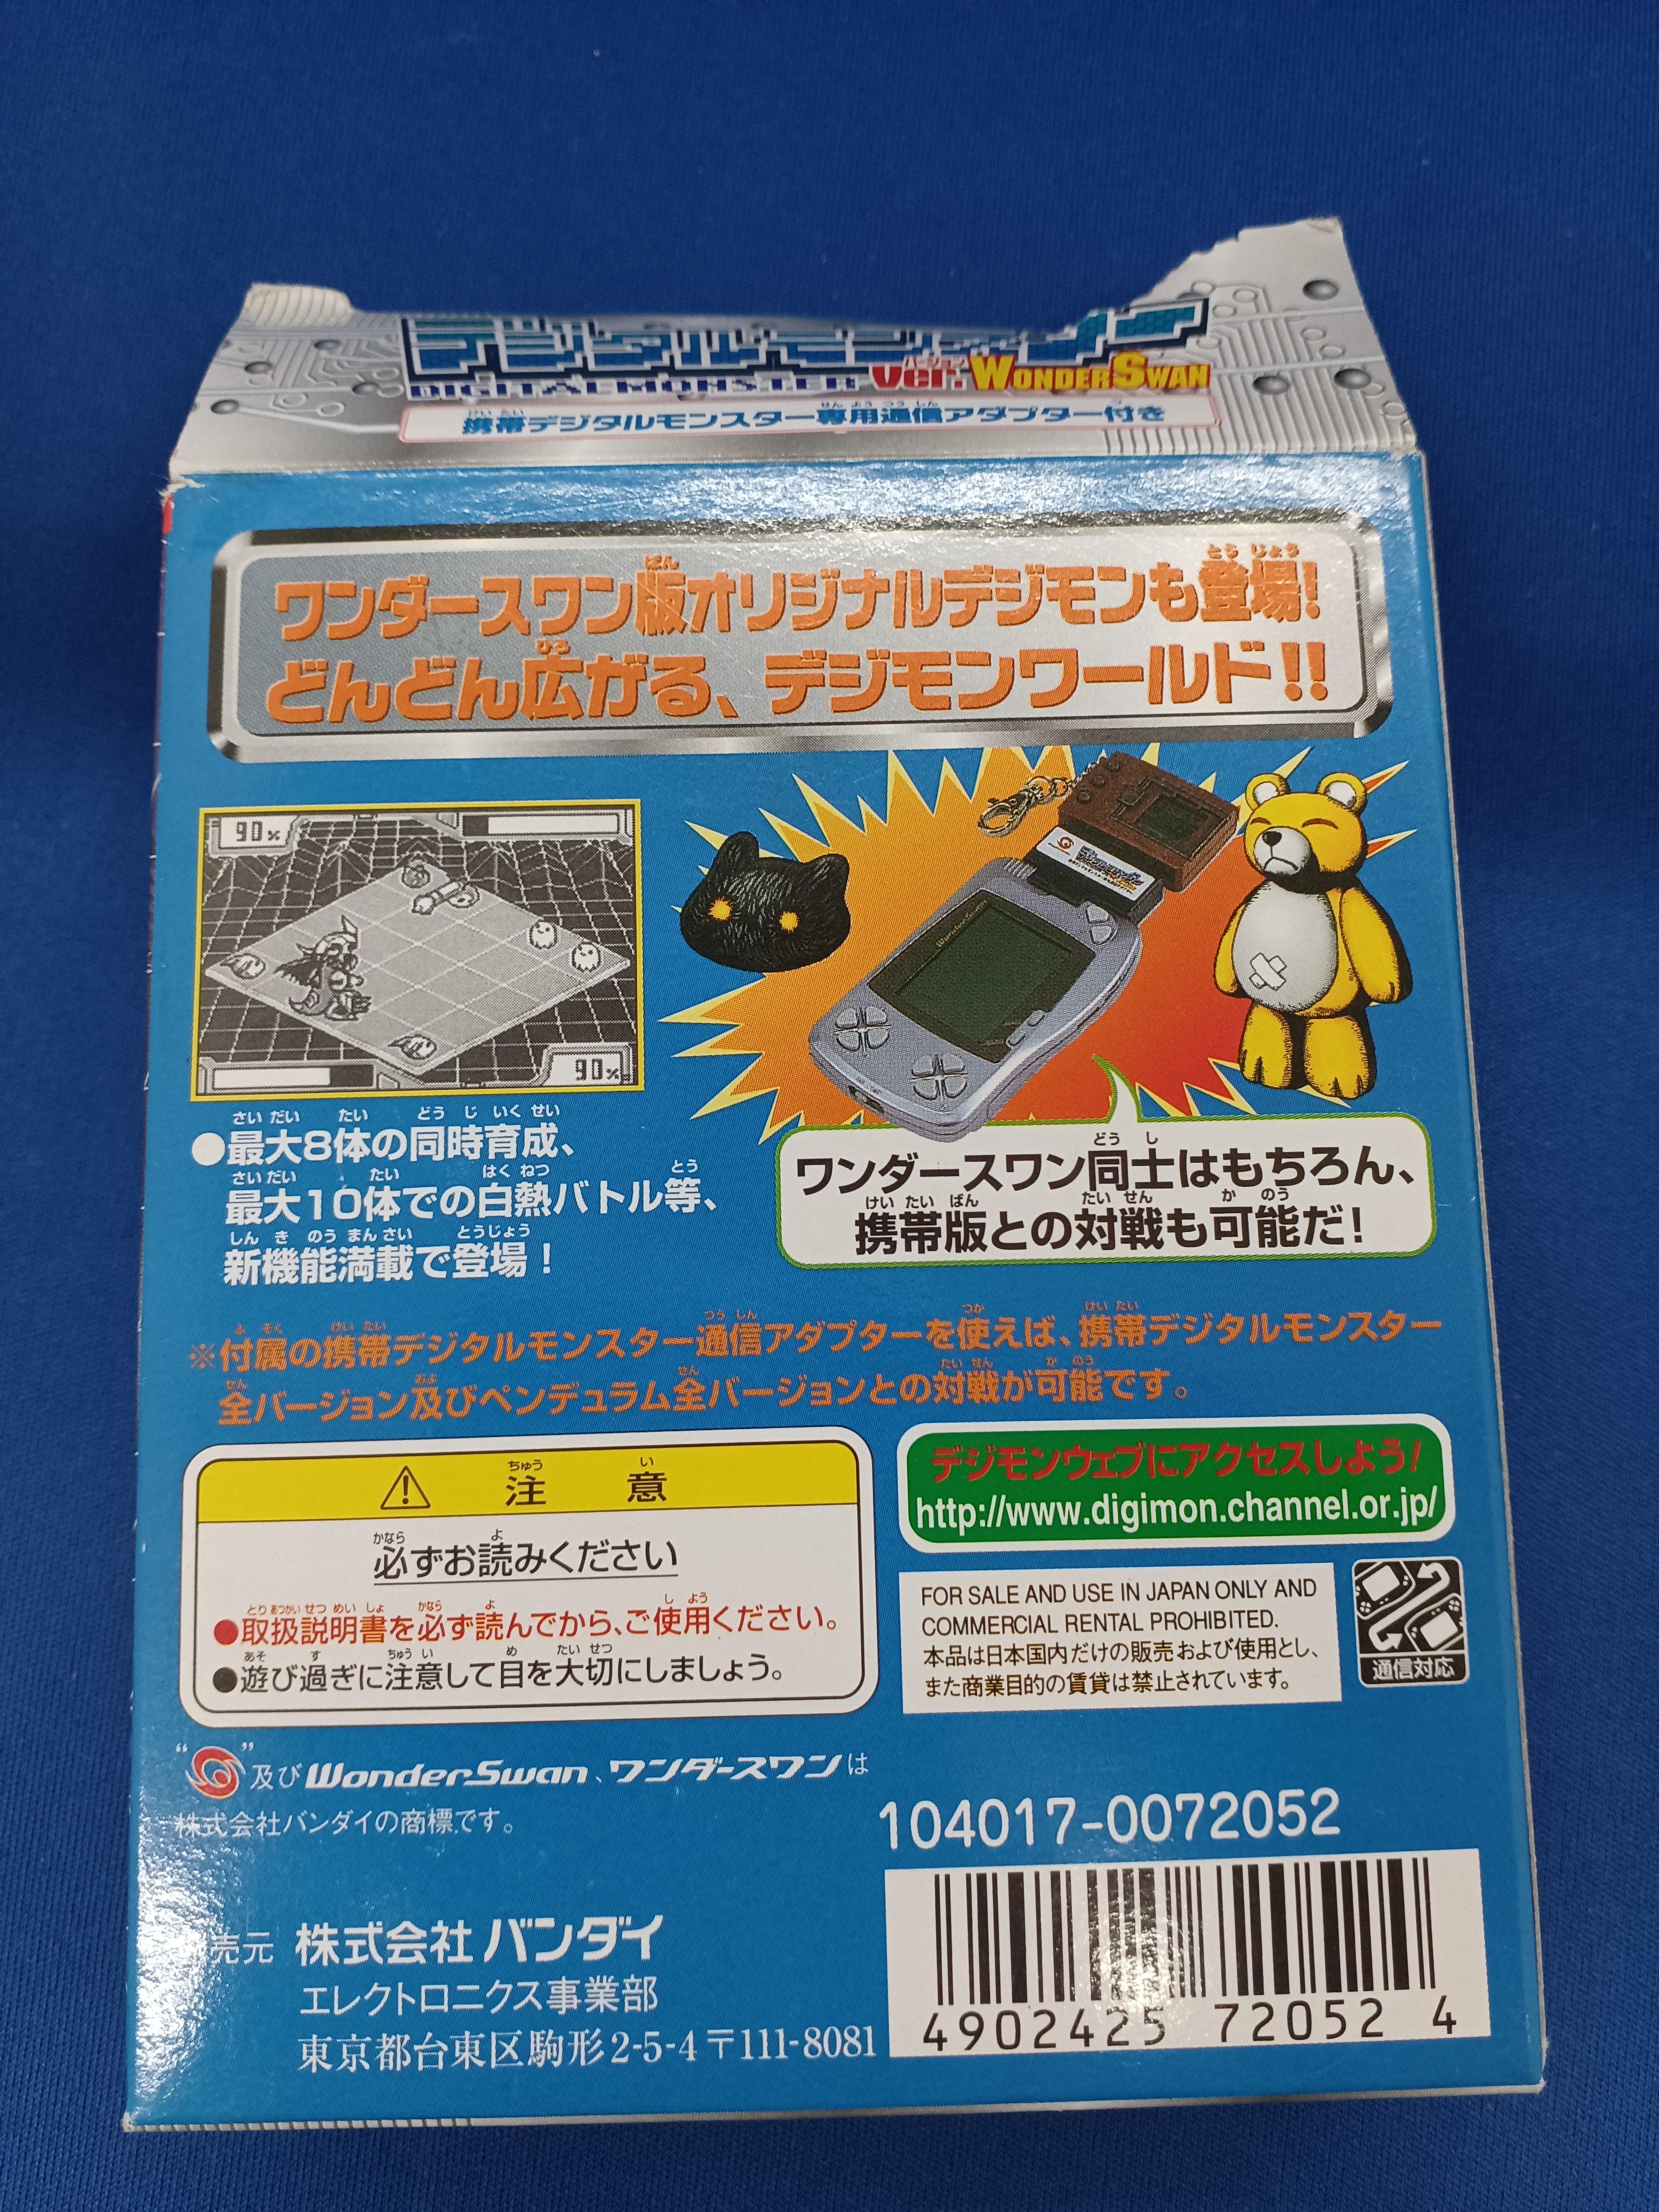 デジタルモンスター
DIGITAL MONSTER Ver. WONDERSWAN
携帯デジタルモンスター専用通信アダプター付き
ワンダースワン版オリジナルデジモンも登場!
どんどん広がる、デジモンワールド!!
90%
90%
WonderSwan
●最大8体の同時育成、
最大10体での白熱バトル等、
新機能満載で登場!
ワンダースワン同士はもちろん、
携帯版との対戦も可能だ!
※付属の携帯デジタルモンスター通信アダプターを使えば、携帯デジタルモンスター
全バージョン及びペンデュラム全バージョンとの対戦が可能です。
注意
必ずお読みください
●取扱説明書を必ず読んでから、ご使用ください。
●遊び過ぎに注意して目を大切にしましょう。
デジモンウェブにアクセスしよう!
http://www.digimon.channel.or.jp/
FOR SALE AND USE IN JAPAN ONLY AND
COMMERCIAL RENTAL PROHIBITED.
本品は日本国内だけの販売および使用とし、
また商業目的の賃貸は禁止されています。
通信対応
“ ”及びWonderSwan、ワンダースワンは
株式会社バンダイの商標です。
104017-0072052
売元 株式会社バンダイ
エレクトロニクス事業部
東京都台東区駒形2-5-4〒111-8081
4902425 72052 4